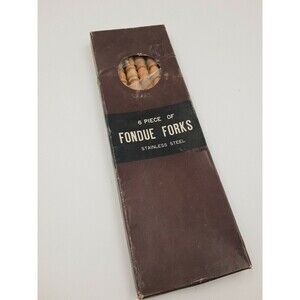 6 PIECE OF
FONDUE FORKS
STAINLESS STEEL